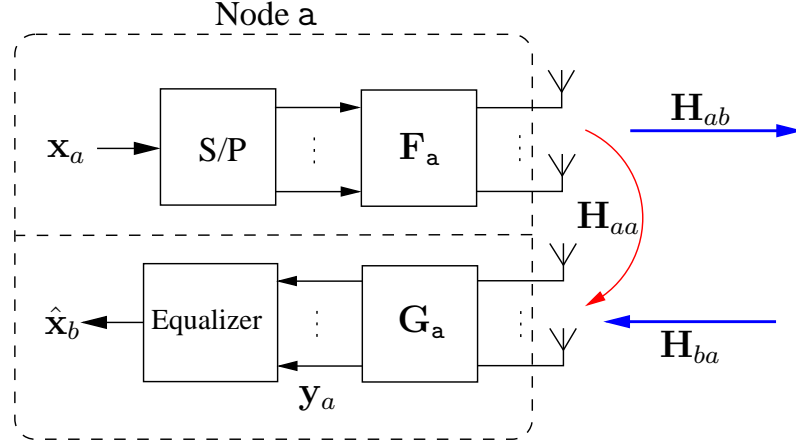 Node a
x_a
S/P
F_a
H_ab
H_aa
x̂_b
Equalizer
G_a
y_a
H_ba